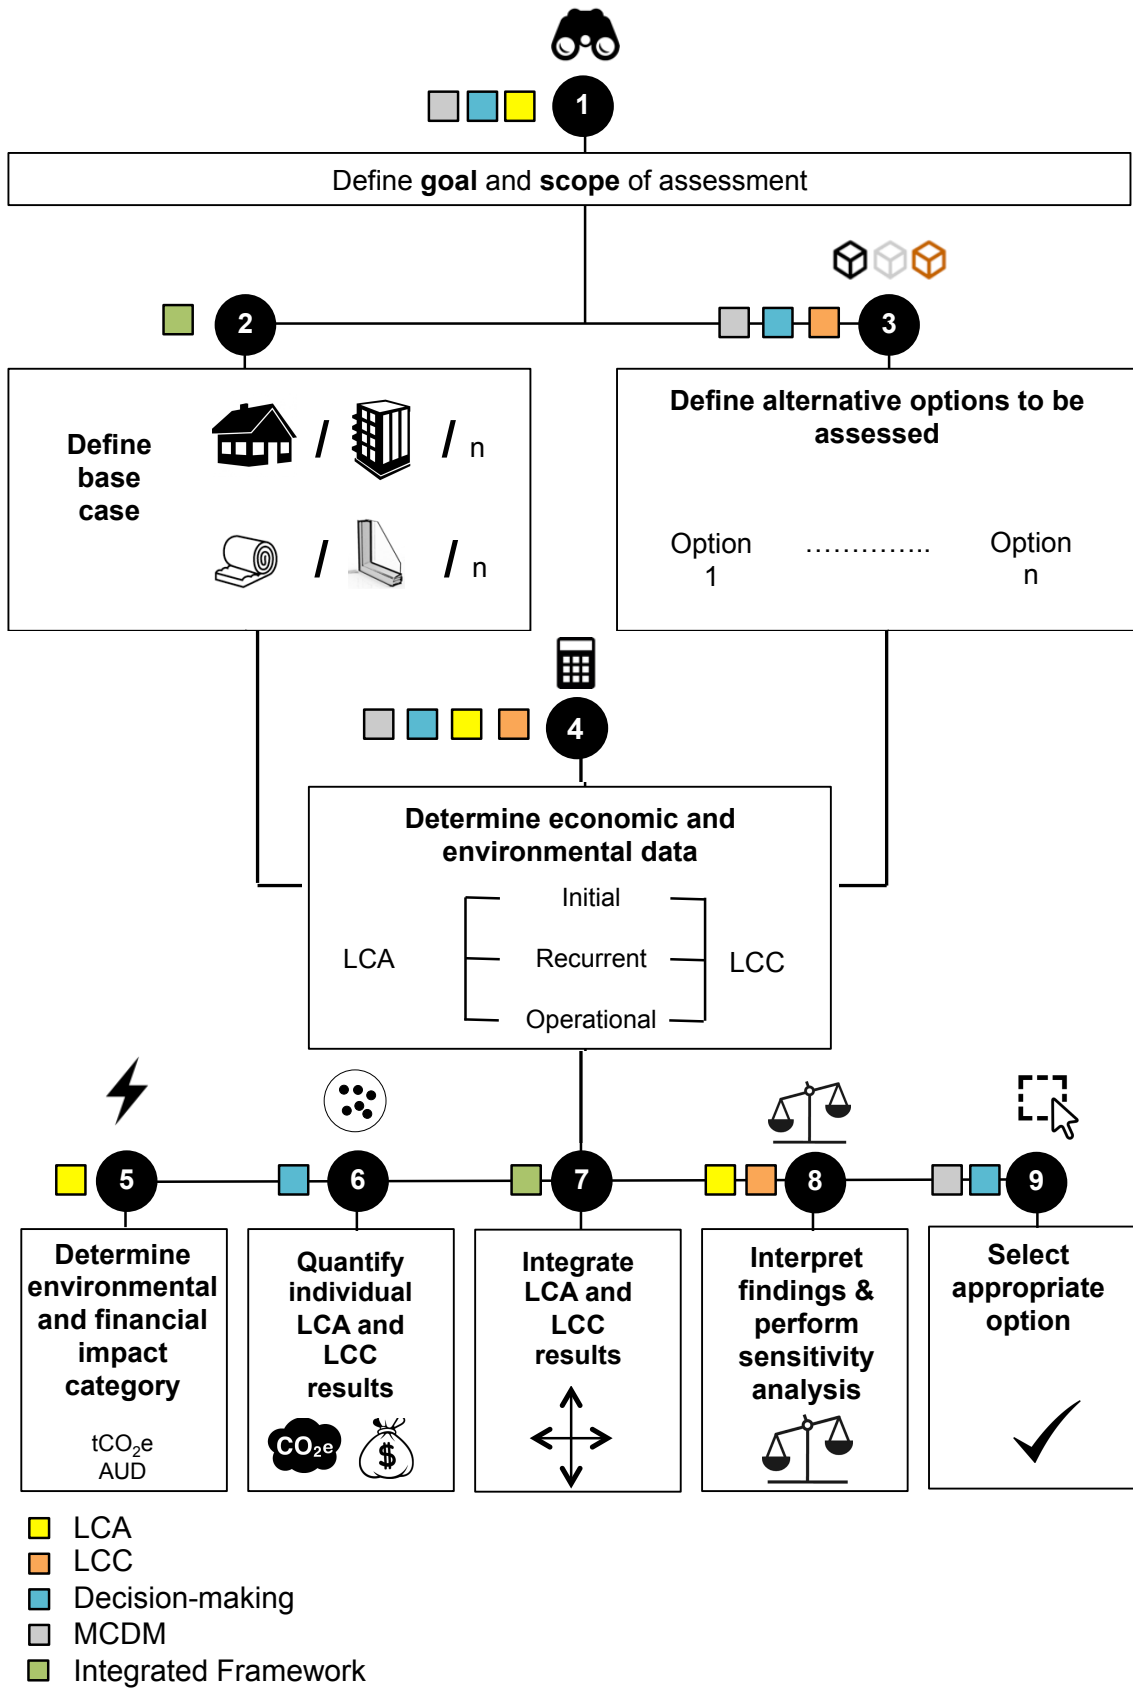 1
Define goal and scope of assessment
2
3
Define
base
case
/
/ n
/
/ n
Define alternative options to be
assessed
Option
1
…………..
Option
n
4
Determine economic and
environmental data
LCA
Initial
Recurrent
Operational
LCC
5
6
7
8
9
Determine
environmental
and financial
impact
category
tCO₂e
AUD
Quantify
individual
LCA and
LCC
results
CO₂e
$
Integrate
LCA and
LCC
results
Interpret
findings &
perform
sensitivity
analysis
Select
appropriate
option
LCA
LCC
Decision-making
MCDM
Integrated Framework